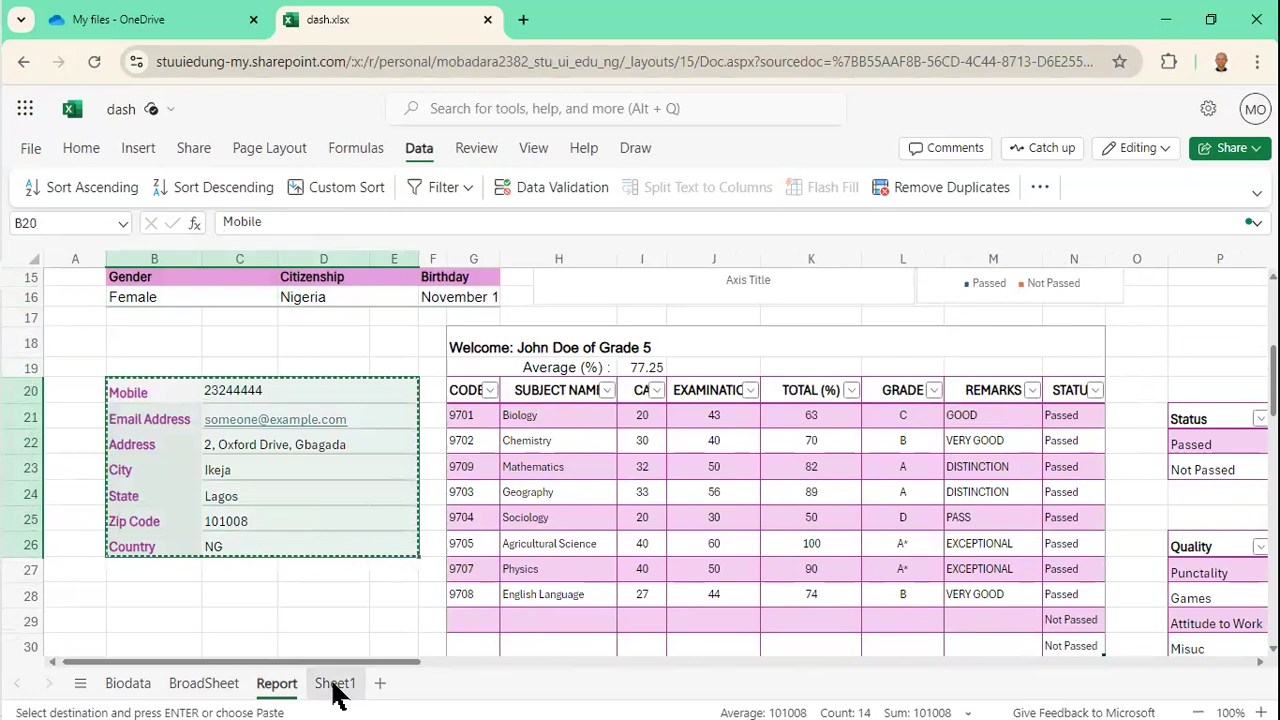 My files - OneDrive
dash.xlsx
stuuiedung-my.sharepoint.com/:x:/r/personal/mobedara2382_stu_ui_edu_ng/_layouts/15/Doc.aspx?sourcedoc=%7BB55AAF8B-56CD-4C44-8713-D6E255...
dash
Search for tools, help, and more (Alt + Q)
MO
File Home Insert Share Page Layout Formulas Data Review View Help Draw
Comments Catch up Editing Share
Sort Ascending Sort Descending Custom Sort Filter Data Validation Split Text to Columns Flash Fill Remove Duplicates
B20 fx Mobile
A B C D E F G H I J K L M N O P
15 Gender Citizenship Birthday Axis Title Passed Not Passed
16 Female Nigeria November 1
17
18 Welcome: John Doe of Grade 5
19 Average (%) : 77.25
20 Mobile 23244444 CODE SUBJECT NAM CA EXAMINATIO TOTAL (%) GRADE REMARKS STATU
21 Email Address someone@example.com 9701 Biology 20 43 63 C GOOD Passed Status
22 Address 2, Oxford Drive, Gbagada 9702 Chemistry 30 40 70 B VERY GOOD Passed Passed
23 City Ikeja 9709 Mathematics 32 50 82 A DISTINCTION Passed Not Passed
24 State Lagos 9703 Geography 33 56 89 A DISTINCTION Passed
25 Zip Code 101008 9704 Sociology 20 30 50 D PASS Passed
26 Country NG 9705 Agricultural Science 40 60 100 A* EXCEPTIONAL Passed Quality
27 9707 Physics 40 50 90 A* EXCEPTIONAL Passed Punctality
28 9708 English Language 27 44 74 B VERY GOOD Passed Games
29 Not Passed Attitude to Work
30 Not Passed Misuc
Biodata BroadSheet Report Sheet1
Select destination and press ENTER or choose Paste Average: 101008 Count: 14 Sum: 101008 Give Feedback to Microsoft 100%